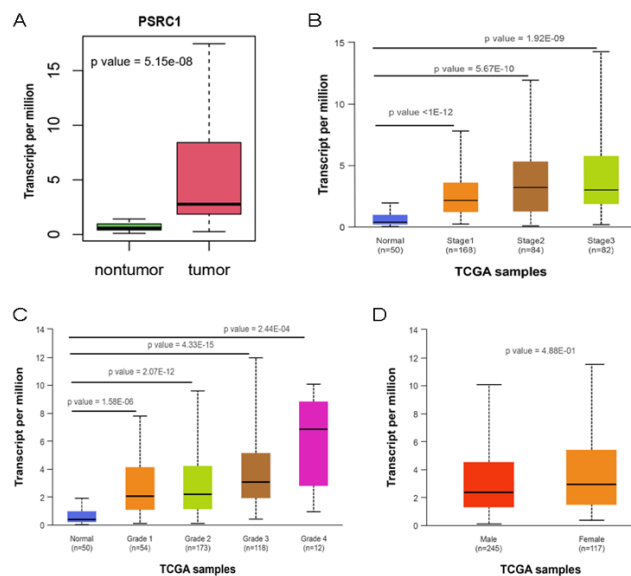 A
PSRC1
p value = 5.15e-08
Transcript per million
15
10
5
0
nontumor
tumor
B
p value = 1.92E-09
p value = 5.67E-10
p value <1E-12
Transcript per million
15
10
5
0
Normal
(n=50)
Stage1
(n=168)
Stage2
(n=84)
Stage3
(n=82)
TCGA samples
C
p value = 2.44E-04
p value = 4.33E-15
p value = 2.07E-12
p value = 1.58E-06
Transcript per million
14
12
10
8
6
4
2
0
Normal
(n=50)
Grade 1
(n=54)
Grade 2
(n=173)
Grade 3
(n=118)
Grade 4
(n=12)
TCGA samples
D
p value = 4.88E-01
Transcript per million
14
12
10
8
6
4
2
0
Male
(n=245)
Female
(n=117)
TCGA samples